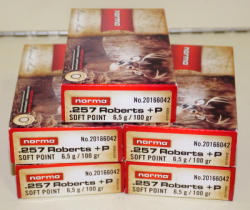 norma
norma
norma
No.20166042
.257 Roberts +P
SOFT POINT 6,5 g/100 gr
norma No.20166042
.257 Roberts +P
SOFT POINT 6,5 g/100 gr
norma No.20166042
.257 Roberts +P
SOFT POINT 6,5 g/100 gr
norma No.20166042
.257 Roberts +P
SOFT POINT 6,5 g/100 gr
norma No.20166042
.257 Roberts +P
SOFT POINT 6,5 g/100 gr